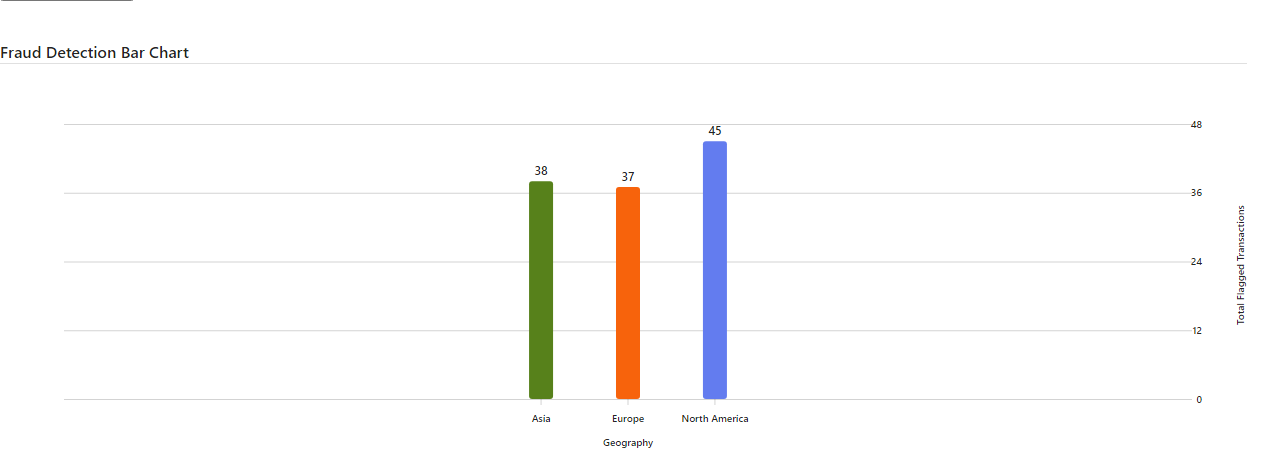 Fraud Detection Bar Chart
48
45
38
37
36
24
12
0
Total Flagged Transactions
Asia
Europe
North America
Geography